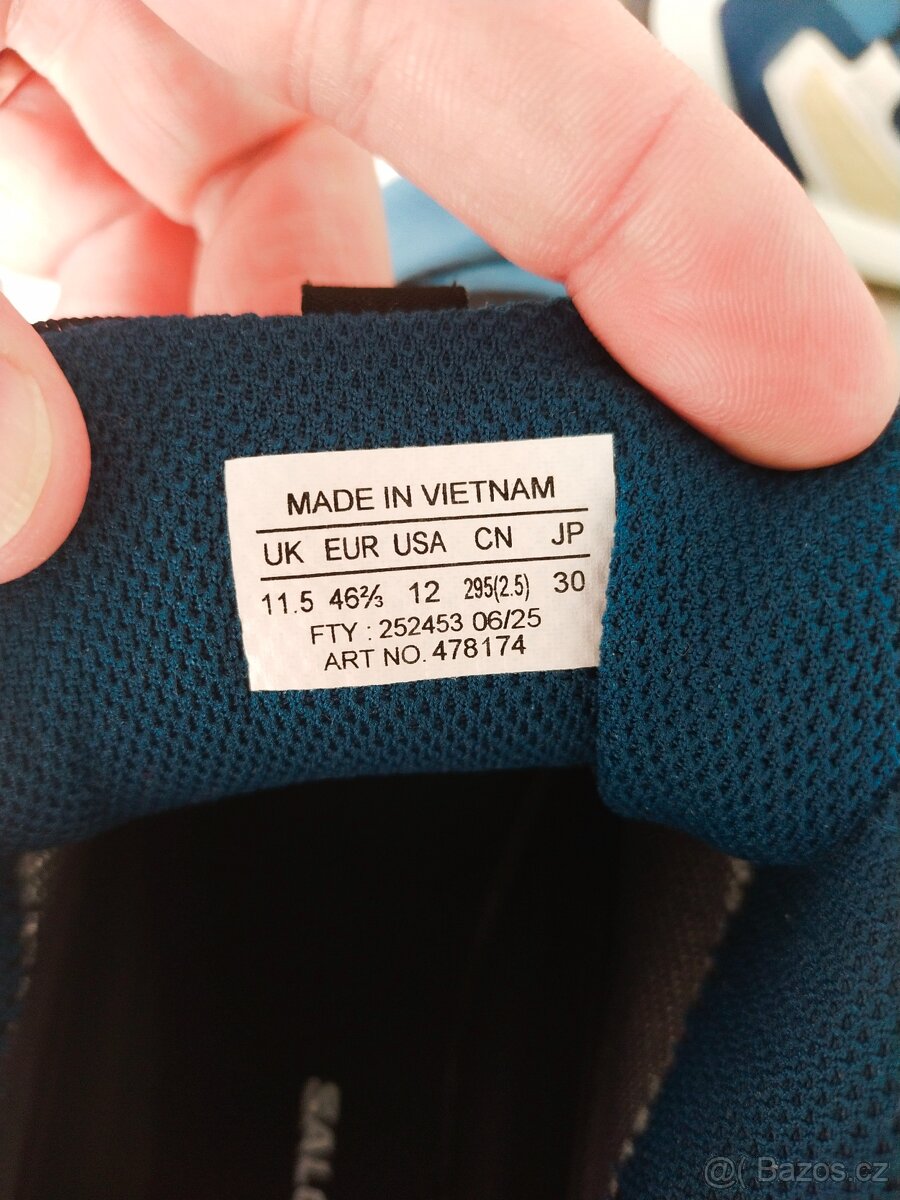 MADE IN VIETNAM
UK EUR USA CN JP
11.5 46⅔ 12 295(2.5) 30
FTY : 252453 06/25
ART NO. 478174
SALO
@( Bazos.cz